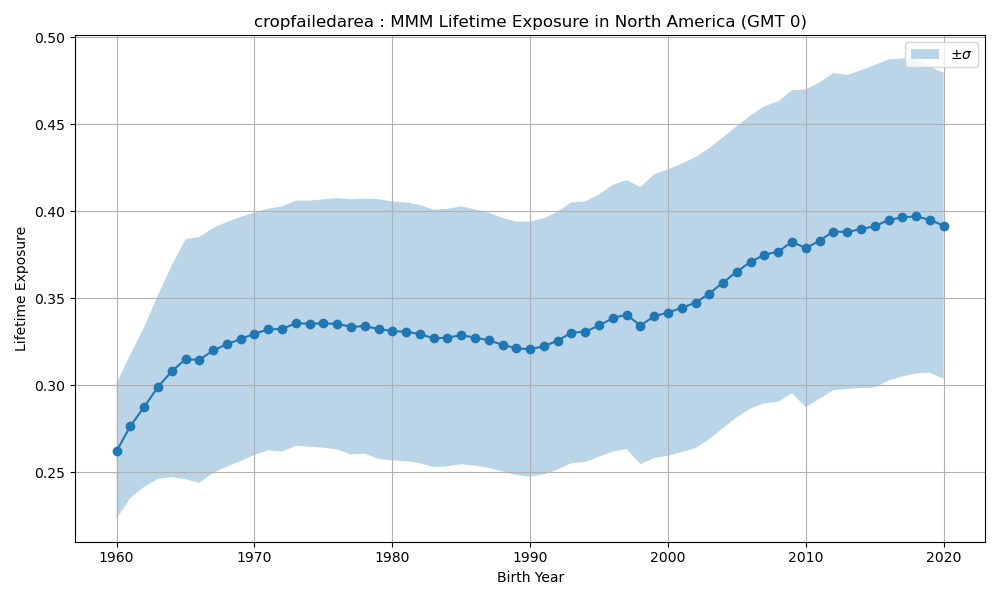 cropfailedarea : MMM Lifetime Exposure in North America (GMT 0)
±σ
Lifetime Exposure
0.50
0.45
0.40
0.35
0.30
0.25
1960 1970 1980 1990 2000 2010 2020
Birth Year